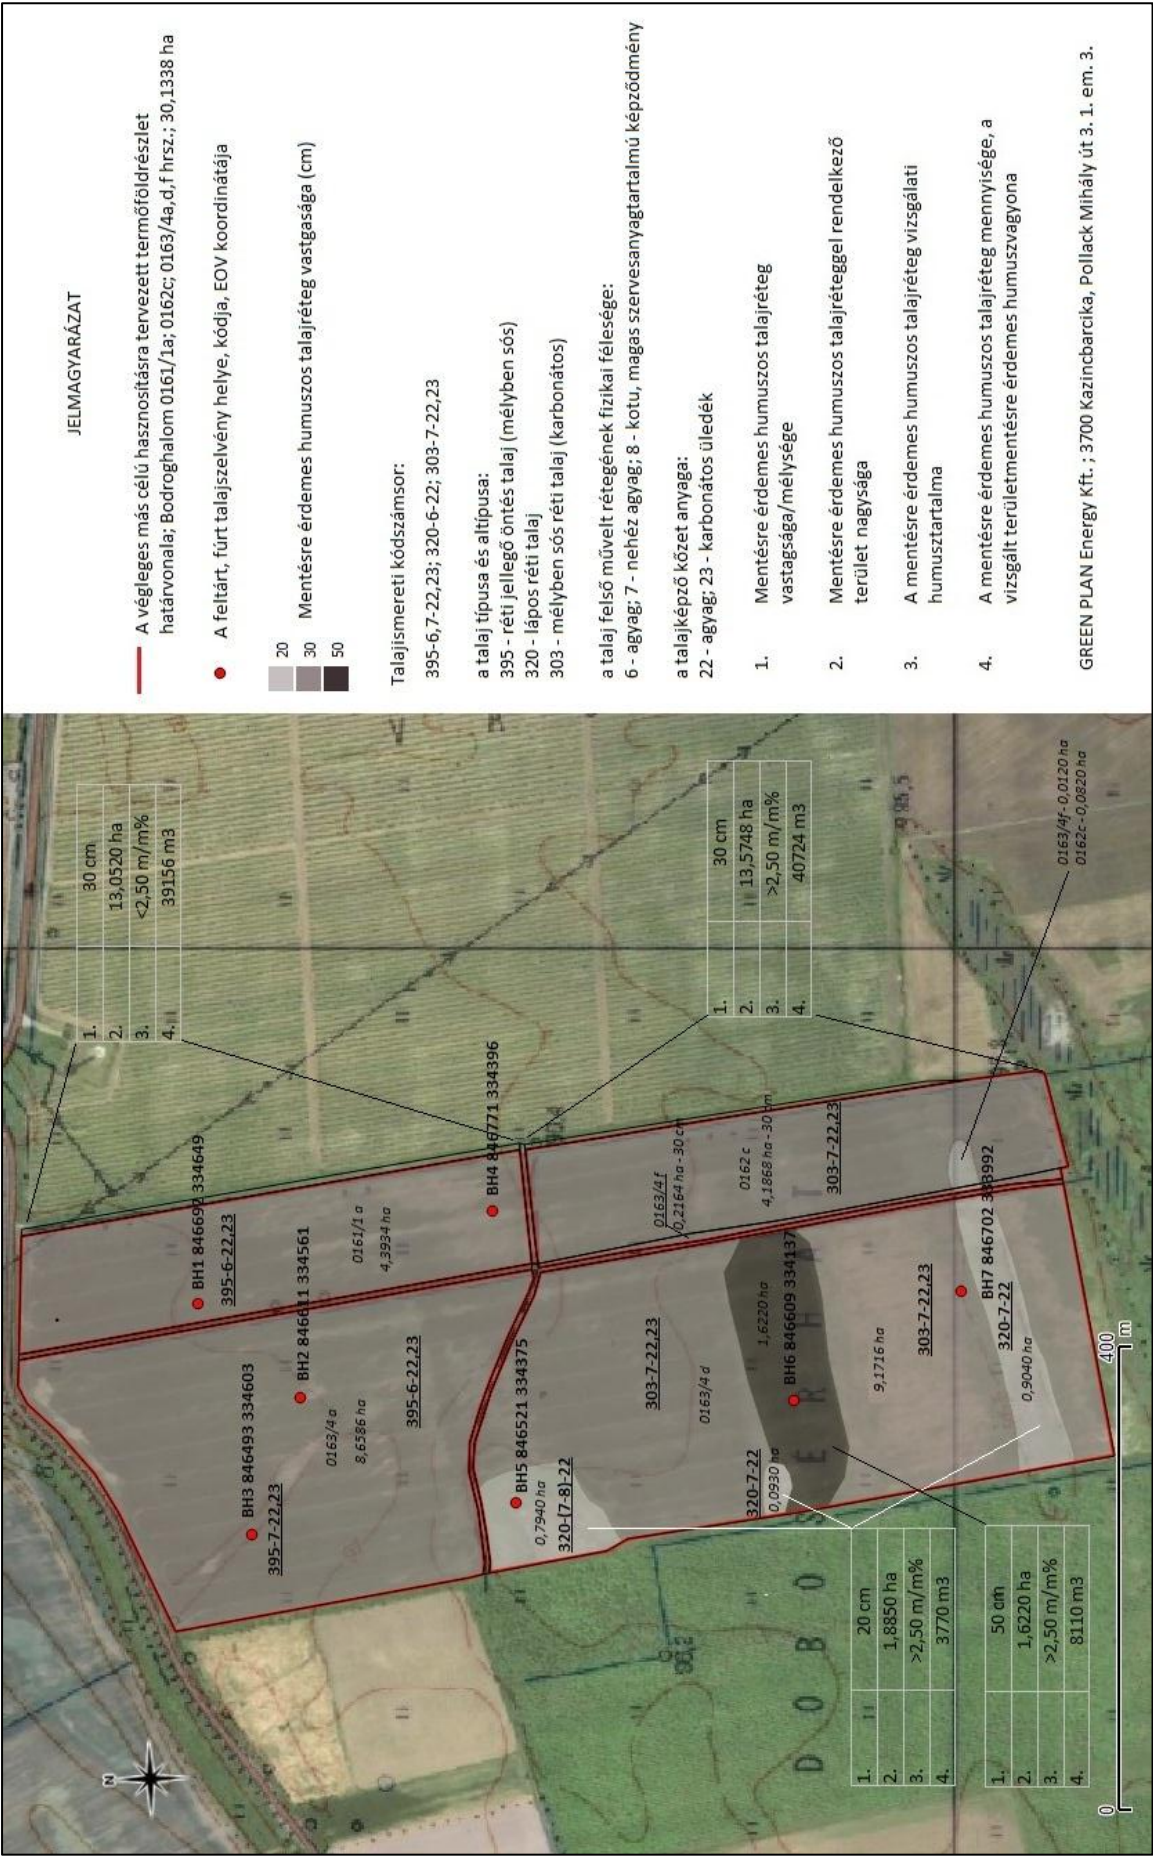 JELMAGYARÁZAT
A végleges más célú hasznosításra tervezett termőföldrészlet
határvonala; Bodroghalom 0161/1a; 0162c; 0163/4a,d,f hrsz.; 30,1338 ha
A feltárt, fúrt talajszelvény helye, kódja, EOV koordinátája
20
30
50
Mentésre érdemes humuszos talajréteg vastgasága (cm)
Talajismereti kódszámsor:
395-6,7-22,23; 320-6-22; 303-7-22,23
a talaj típusa és altípusa:
395 - réti jellegő öntés talaj (mélyben sós)
320 - lápos réti talaj
303 - mélyben sós réti talaj (karbonátos)
a talaj felső művelt rétegének fizikai félesége:
6 - agyag; 7 - nehéz agyag; 8 - kotu, magas szervesanyagtartalmú képződmény
a talajképző kőzet anyaga:
22 - agyag; 23 - karbonátos üledék
1. Mentésre érdemes humuszos talajréteg
vastagsága/mélysége
2. Mentésre érdemes humuszos talajréteggel rendelkező
terület nagysága
3. A mentésre érdemes humuszos talajréteg vizsgálati
humusztartalma
4. A mentésre érdemes humuszos talajréteg mennyisége, a
vizsgált területmentésre érdemes humuszvagyona
GREEN PLAN Energy Kft. ; 3700 Kazincbarcika, Pollack Mihály út 3. 1. em. 3.
1. 30 cm
2. 13,0520 ha
3. <2,50 m/m%
4. 39156 m3
1. 30 cm
2. 13,5748 ha
3. >2,50 m/m%
4. 40724 m3
0163/4f - 0,0120 ha
0162c - 0,0820 ha
BH1 846692 334649
395-6-22,23
BH4 846771 334396
0161/1 a
4,3934 ha
BH2 846611 334561
395-6-22,23
BH3 846493 334603
395-7-22,23
0163/4 a
8,6586 ha
0163/4 f
0,2164 ha - 30 cm
0162 c
4,1868 ha - 30 cm
303-7-22,23
BH5 846521 334375
0,7940 ha
320-(7-8)-22
303-7-22,23
0163/4 d
1,6220 ha
BH6 846609 334137
320-7-22
0,0930 ha
9,1716 ha
303-7-22,23
BH7 846702 333992
320-7-22
0,9040 ha
1. 20 cm
2. 1,8850 ha
3. >2,50 m/m%
4. 3770 m3
1. 50 cm
2. 1,6220 ha
3. >2,50 m/m%
4. 8110 m3
D O B O S E R H Á T
N
0 400
m